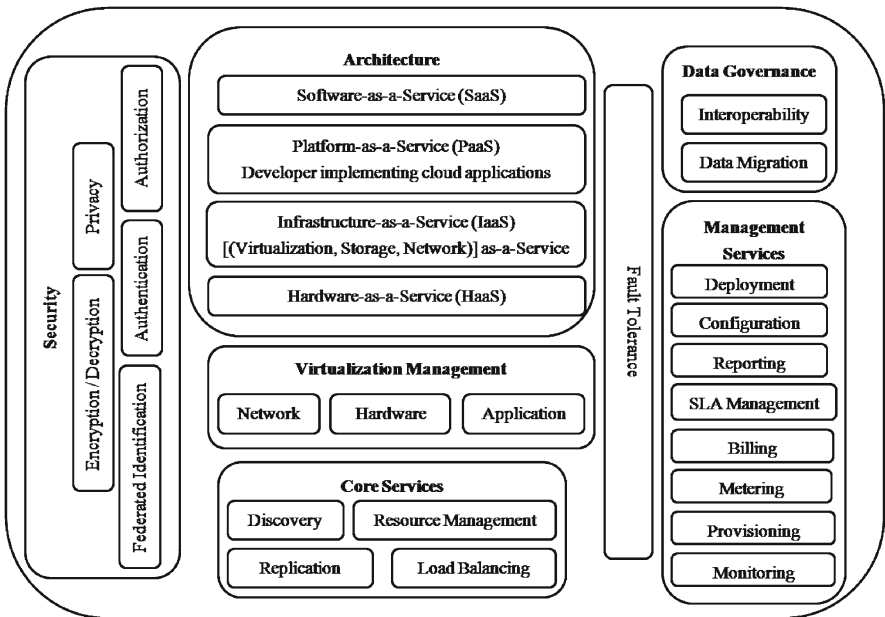 Security
Privacy
Encryption / Decryption
Authorization
Authentication
Federated Identification
Architecture
Software-as-a-Service (SaaS)
Platform-as-a-Service (PaaS)
Developer implementing cloud applications
Infrastructure-as-a-Service (IaaS)
[(Virtualization, Storage, Network)] as-a-Service
Hardware-as-a-Service (HaaS)
Virtualization Management
Network
Hardware
Application
Core Services
Discovery
Resource Management
Replication
Load Balancing
Fault Tolerance
Data Governance
Interoperability
Data Migration
Management
Services
Deployment
Configuration
Reporting
SLA Management
Billing
Metering
Provisioning
Monitoring